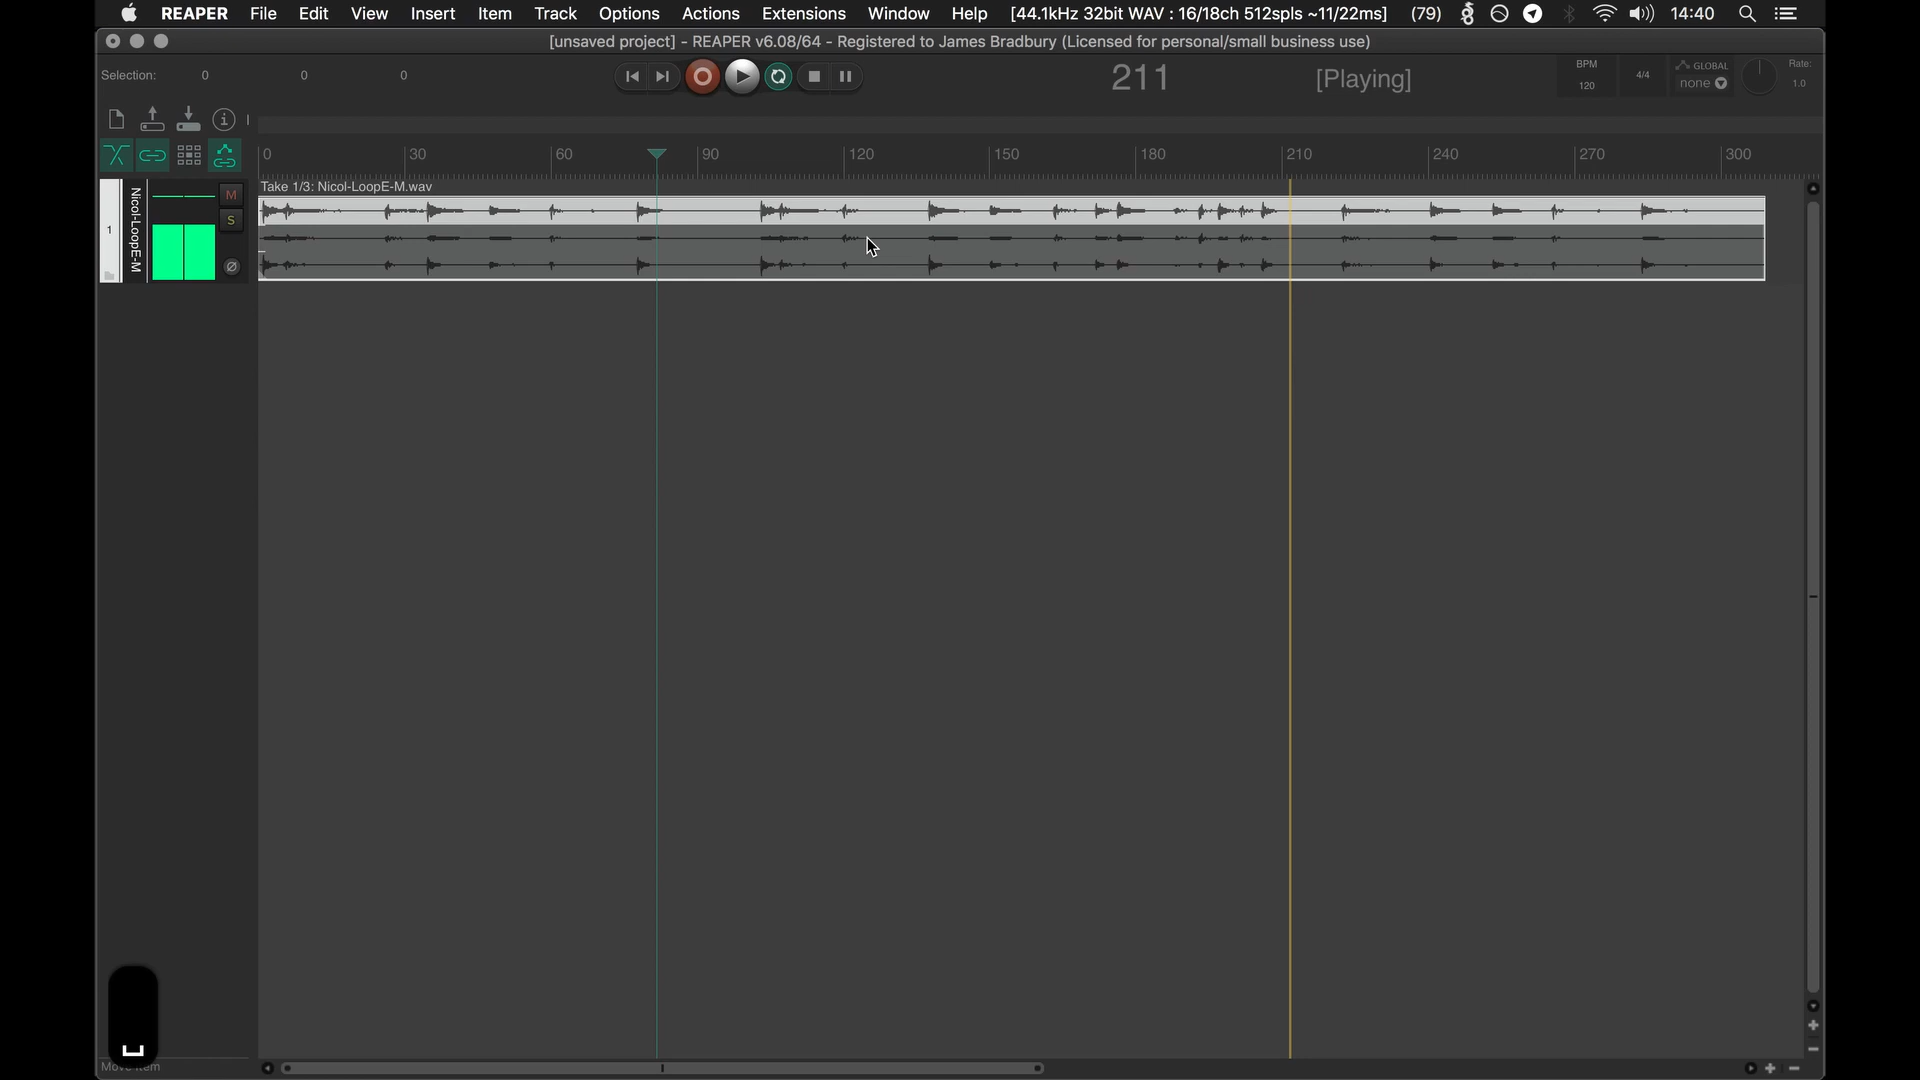 REAPER File Edit View Insert Item Track Options Actions Extensions Window Help [44.1kHz 32bit WAV : 16/18ch 512spls ~11/22ms] (79) 14:40
[unsaved project] - REAPER v6.08/64 - Registered to James Bradbury (Licensed for personal/small business use)
Selection: 0 0 0 211 [Playing] BPM 120 4/4 GLOBAL none Rate: 1.0
0 30 60 90 120 150 180 210 240 270 300
Take 1/3: Nicol-LoopE-M.wav
1 Nicol-LoopE-M M S
Move item